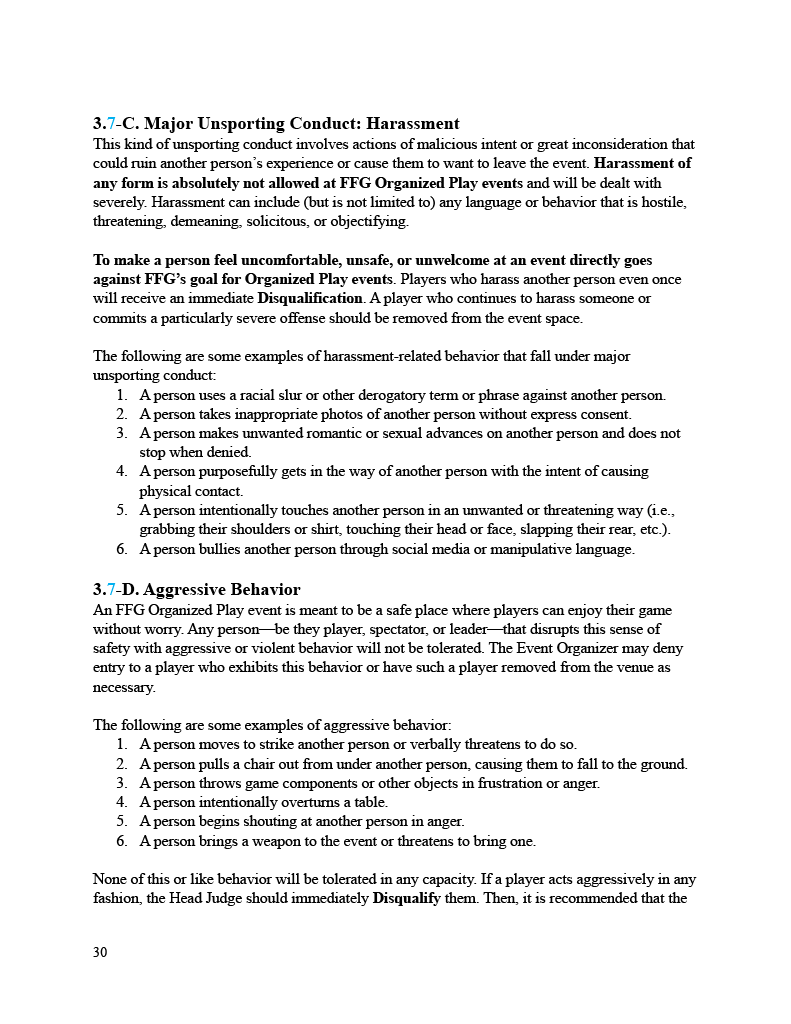 3.7-C. Major Unsporting Conduct: Harassment
This kind of unsporting conduct involves actions of malicious intent or great inconsideration that
could ruin another person’s experience or cause them to want to leave the event. Harassment of
any form is absolutely not allowed at FFG Organized Play events and will be dealt with
severely. Harassment can include (but is not limited to) any language or behavior that is hostile,
threatening, demeaning, solicitous, or objectifying.
To make a person feel uncomfortable, unsafe, or unwelcome at an event directly goes
against FFG’s goal for Organized Play events. Players who harass another person even once
will receive an immediate Disqualification. A player who continues to harass someone or
commits a particularly severe offense should be removed from the event space.
The following are some examples of harassment-related behavior that fall under major
unsporting conduct:
1. A person uses a racial slur or other derogatory term or phrase against another person.
2. A person takes inappropriate photos of another person without express consent.
3. A person makes unwanted romantic or sexual advances on another person and does not
stop when denied.
4. A person purposefully gets in the way of another person with the intent of causing
physical contact.
5. A person intentionally touches another person in an unwanted or threatening way (i.e.,
grabbing their shoulders or shirt, touching their head or face, slapping their rear, etc.).
6. A person bullies another person through social media or manipulative language.
3.7-D. Aggressive Behavior
An FFG Organized Play event is meant to be a safe place where players can enjoy their game
without worry. Any person—be they player, spectator, or leader—that disrupts this sense of
safety with aggressive or violent behavior will not be tolerated. The Event Organizer may deny
entry to a player who exhibits this behavior or have such a player removed from the venue as
necessary.
The following are some examples of aggressive behavior:
1. A person moves to strike another person or verbally threatens to do so.
2. A person pulls a chair out from under another person, causing them to fall to the ground.
3. A person throws game components or other objects in frustration or anger.
4. A person intentionally overturns a table.
5. A person begins shouting at another person in anger.
6. A person brings a weapon to the event or threatens to bring one.
None of this or like behavior will be tolerated in any capacity. If a player acts aggressively in any
fashion, the Head Judge should immediately Disqualify them. Then, it is recommended that the
30